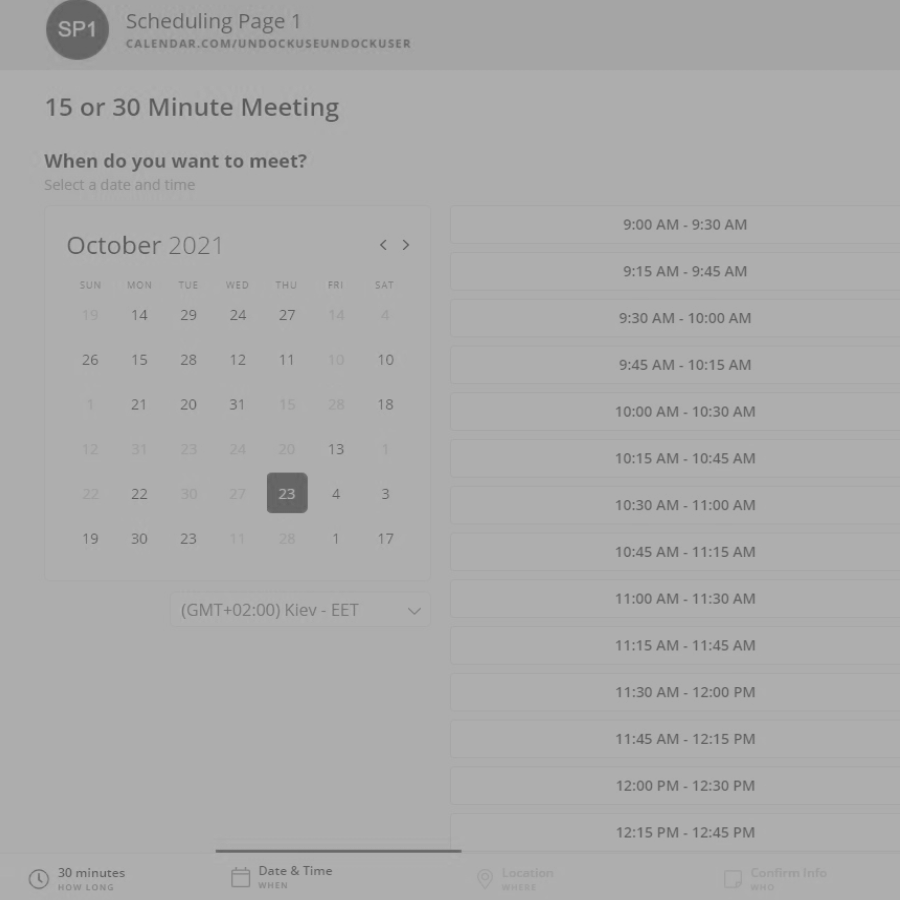 SP1
Scheduling Page 1
CALENDAR.COM/UNDOCKUSEUNDOCKUSER
15 or 30 Minute Meeting
When do you want to meet?
Select a date and time
October 2021
SUN MON TUE WED THU FRI SAT
19 14 29 24 27 14 4
26 15 28 12 11 10 10
1 21 20 31 15 28 18
12 31 23 24 20 13 1
22 22 30 27 23 4 3
19 30 23 11 28 1 17
(GMT+02:00) Kiev - EET
9:00 AM - 9:30 AM
9:15 AM - 9:45 AM
9:30 AM - 10:00 AM
9:45 AM - 10:15 AM
10:00 AM - 10:30 AM
10:15 AM - 10:45 AM
10:30 AM - 11:00 AM
10:45 AM - 11:15 AM
11:00 AM - 11:30 AM
11:15 AM - 11:45 AM
11:30 AM - 12:00 PM
11:45 AM - 12:15 PM
12:00 PM - 12:30 PM
12:15 PM - 12:45 PM
30 minutes
HOW LONG
Date & Time
WHEN
Location
WHERE
Confirm Info
WHO